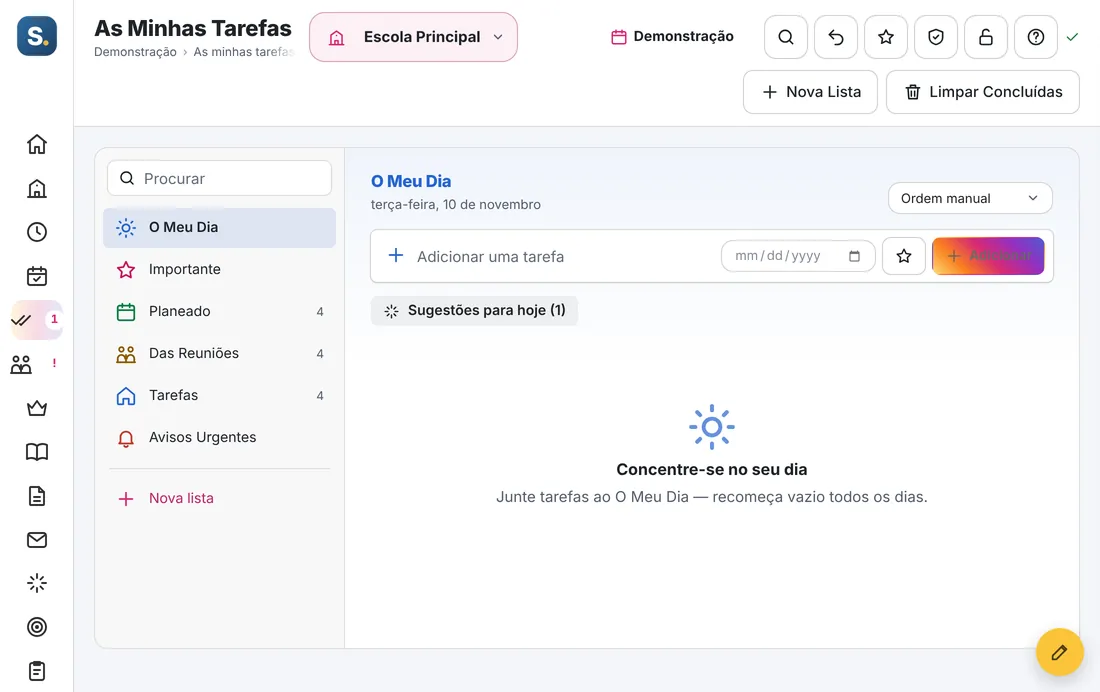 S.
As Minhas Tarefas
Demonstração › As minhas tarefas
Escola Principal
Demonstração
Nova Lista
Limpar Concluídas
1
!
Procurar
O Meu Dia
Importante
Planeado 4
Das Reuniões 4
Tarefas 4
Avisos Urgentes
Nova lista
O Meu Dia
terça-feira, 10 de novembro
Ordem manual
Adicionar uma tarefa
mm/dd/yyyy
Adicionar
Sugestões para hoje (1)
Concentre-se no seu dia
Junte tarefas ao O Meu Dia — recomeça vazio todos os dias.